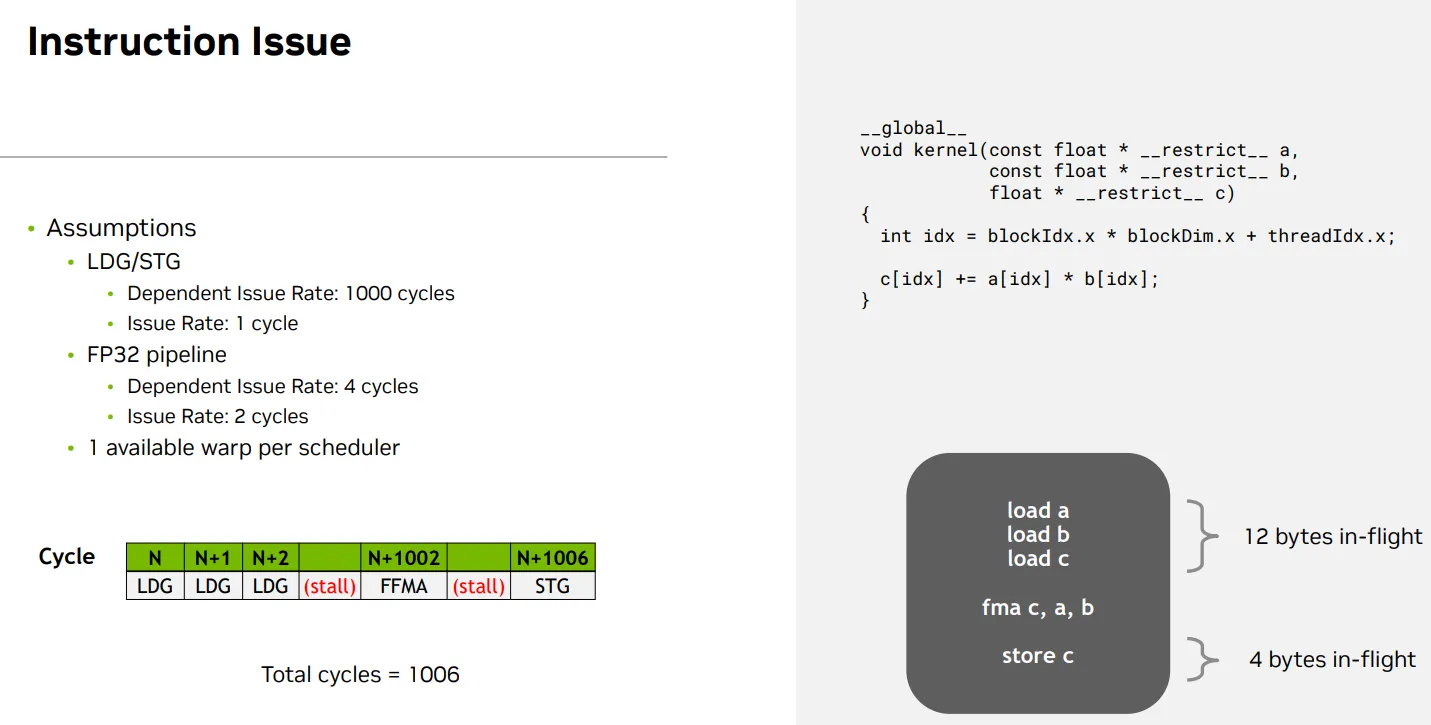 Instruction Issue
• Assumptions
• LDG/STG
• Dependent Issue Rate: 1000 cycles
• Issue Rate: 1 cycle
• FP32 pipeline
• Dependent Issue Rate: 4 cycles
• Issue Rate: 2 cycles
• 1 available warp per scheduler
Cycle N N+1 N+2 N+1002 N+1006
LDG LDG LDG (stall) FFMA (stall) STG
Total cycles = 1006
__global__
void kernel(const float * __restrict__ a,
const float * __restrict__ b,
float * __restrict__ c)
{
int idx = blockIdx.x * blockDim.x + threadIdx.x;
c[idx] += a[idx] * b[idx];
}
load a
load b
load c
12 bytes in-flight
fma c, a, b
store c
4 bytes in-flight